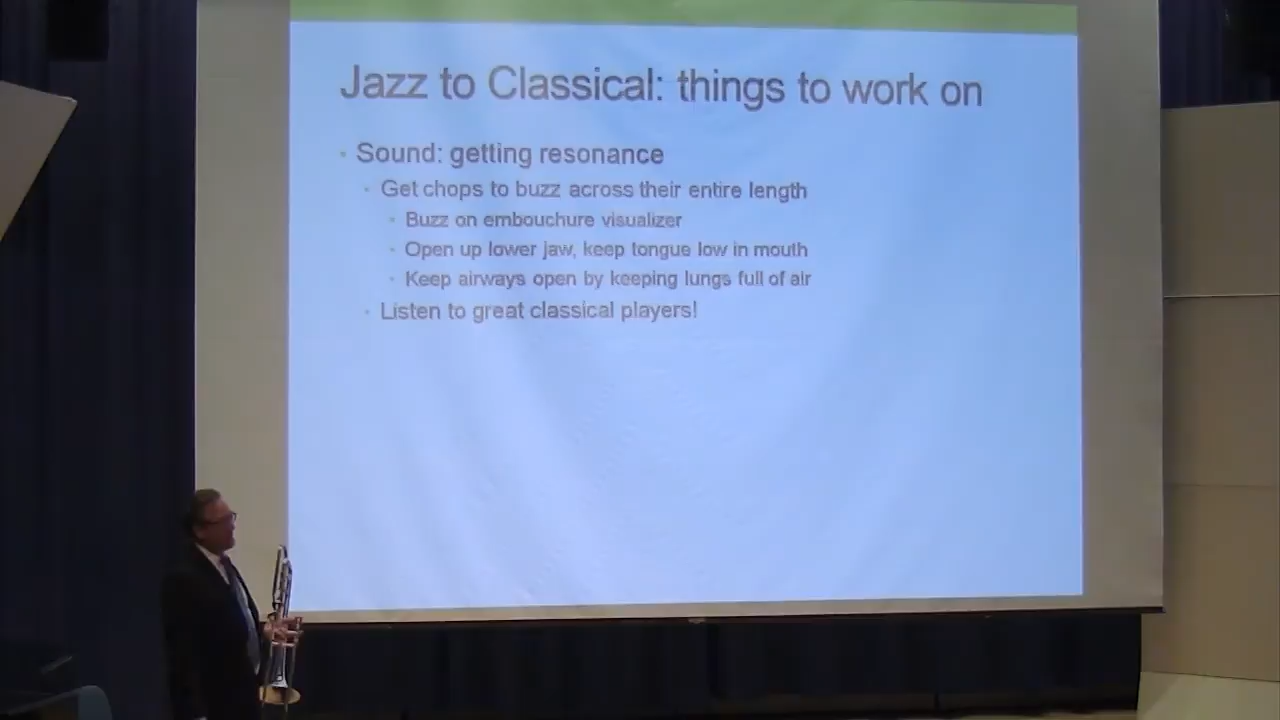 Jazz to Classical: things to work on
Sound: getting resonance
Get chops to buzz across their entire length
Buzz on embouchure visualizer
Open up lower jaw, keep tongue low in mouth
Keep airways open by keeping lungs full of air
Listen to great classical players!